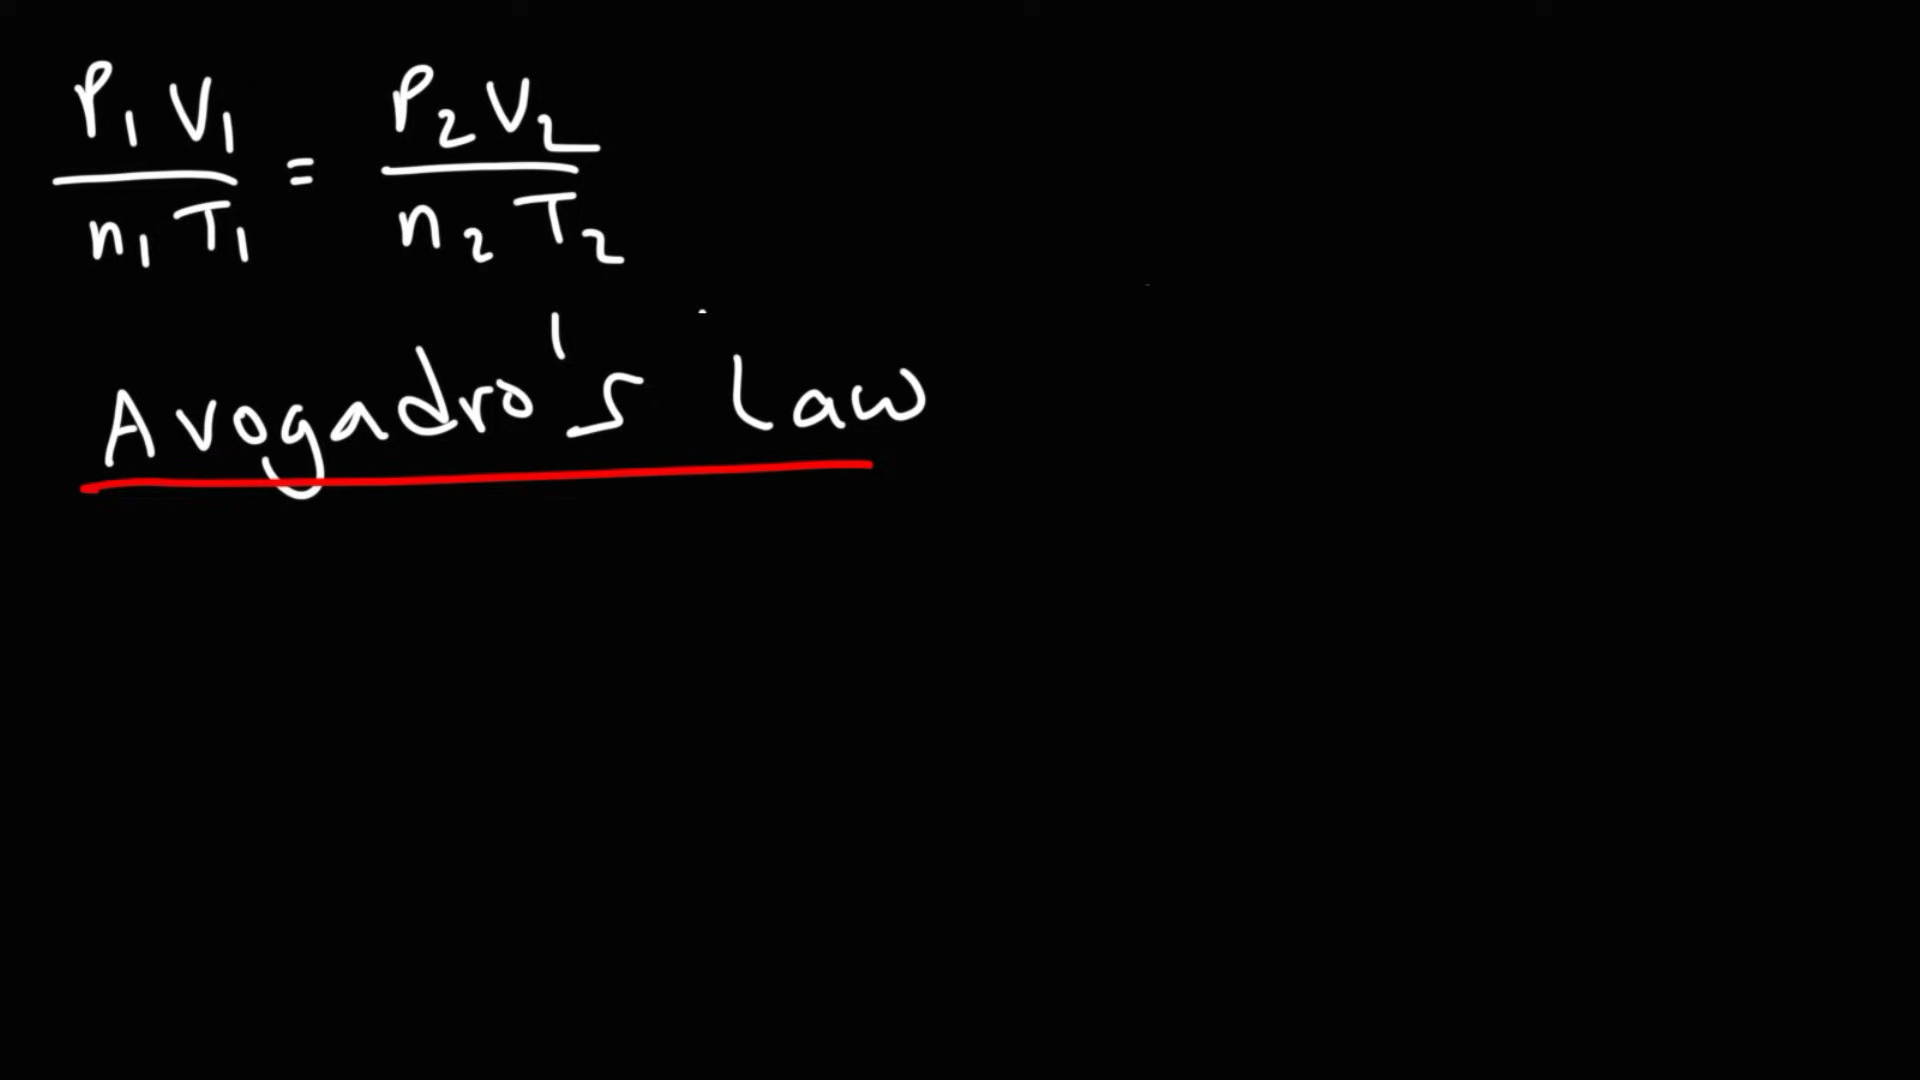 P₁V₁ / n₁T₁ = P₂V₂ / n₂T₂
Avogadro's Law